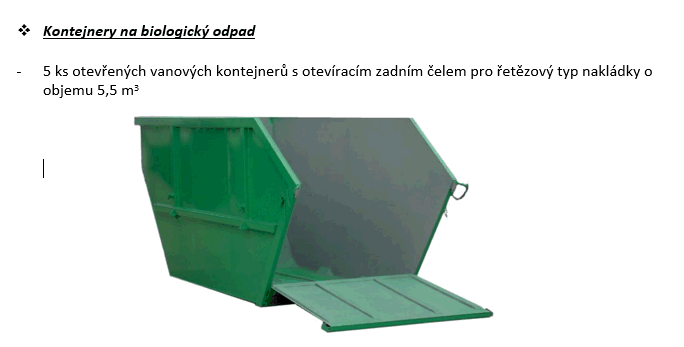 ❖ Kontejnery na biologický odpad
- 5 ks otevřených vanových kontejnerů s otevíracím zadním čelem pro řetězový typ nakládky o
objemu 5,5 m³